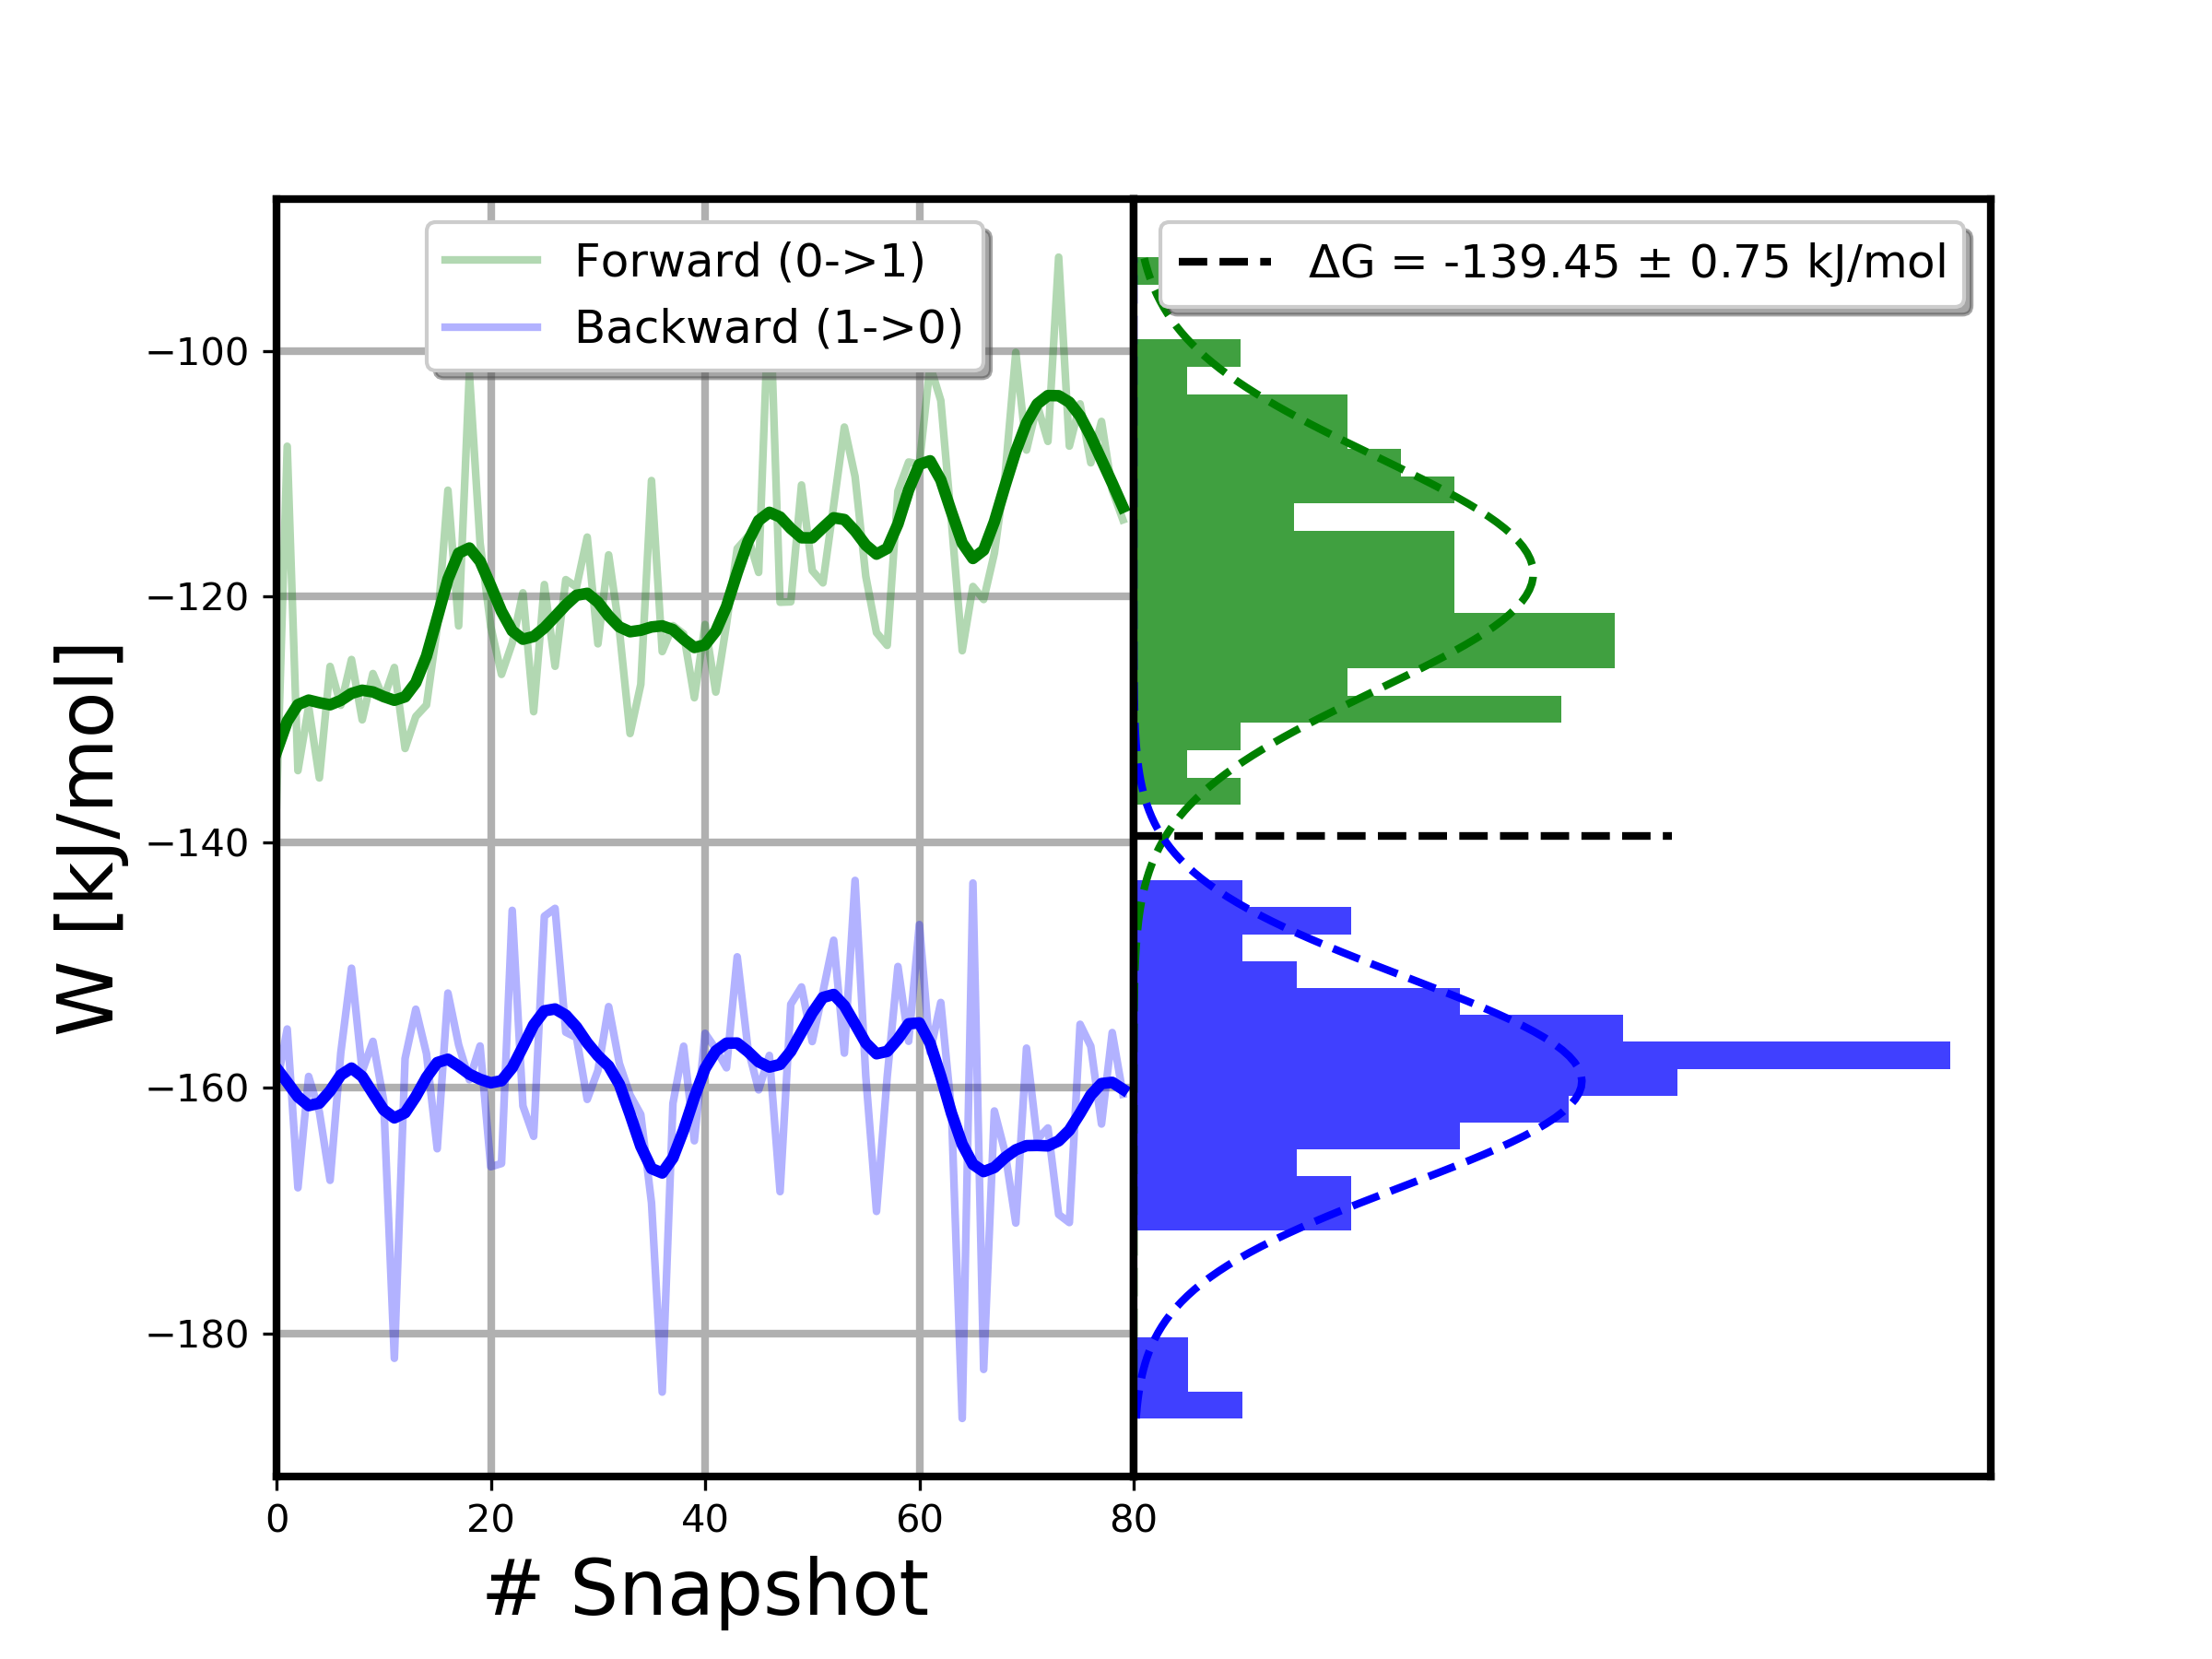 Forward (0->1)
Backward (1->0)
ΔG = -139.45 ± 0.75 kJ/mol
W [kJ/mol]
−100
−120
−140
−160
−180
0 20 40 60 80
# Snapshot